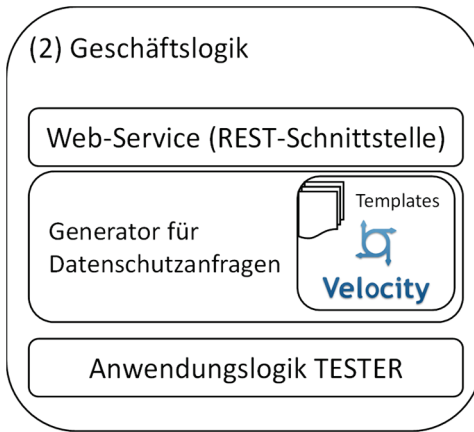 (2) Geschäftslogik
Web-Service (REST-Schnittstelle)
Generator für
Datenschutzanfragen
Templates
Velocity
Anwendungslogik TESTER